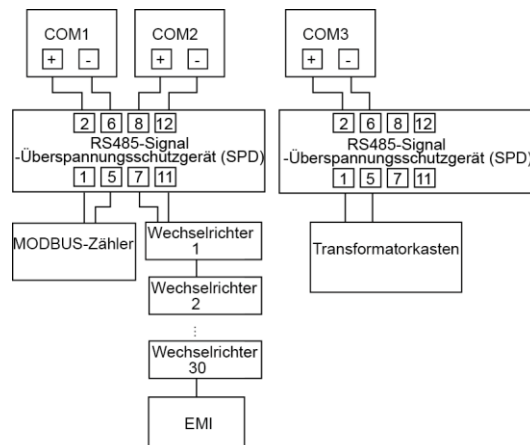 COM1
+ -
COM2
+ -
COM3
+ -
2 6 8 12
RS485-Signal
-Überspannungsschutzgerät (SPD)
1 5 7 11
2 6 8 12
RS485-Signal
-Überspannungsschutzgerät (SPD)
1 5 7 11
MODBUS-Zähler
Wechselrichter
1
Wechselrichter
2
Wechselrichter
30
EMI
Transformatorkasten